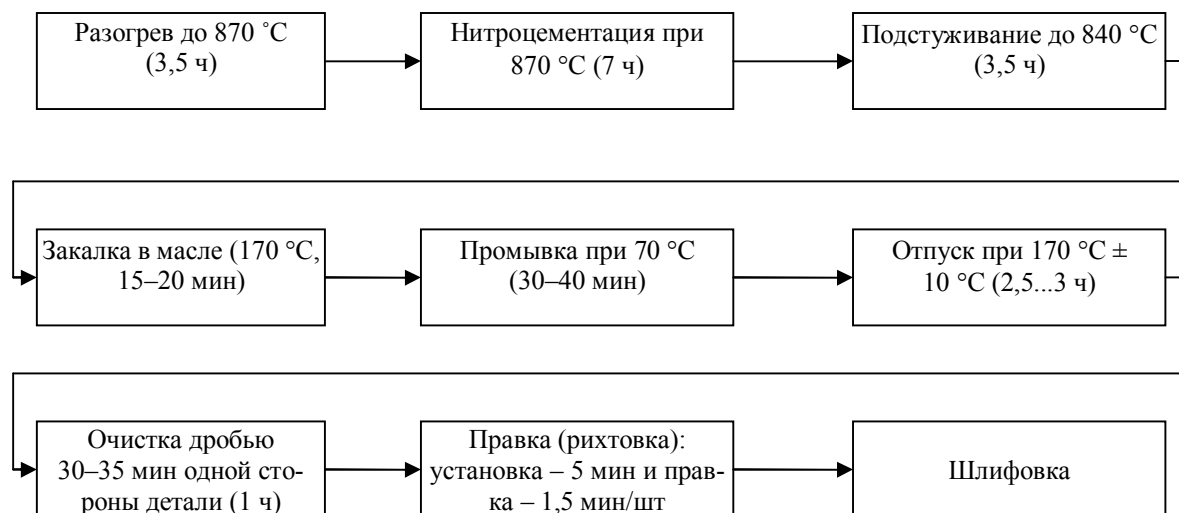 Разогрев до 870 ˚С
(3,5 ч)
Нитроцементация при
870 °С (7 ч)
Подстуживание до 840 °С
(3,5 ч)
Закалка в масле (170 °С,
15–20 мин)
Промывка при 70 °С
(30–40 мин)
Отпуск при 170 °С ±
10 °С (2,5...3 ч)
Очистка дробью
30–35 мин одной сто-
роны детали (1 ч)
Правка (рихтовка):
установка – 5 мин и прав-
ка – 1,5 мин/шт
Шлифовка